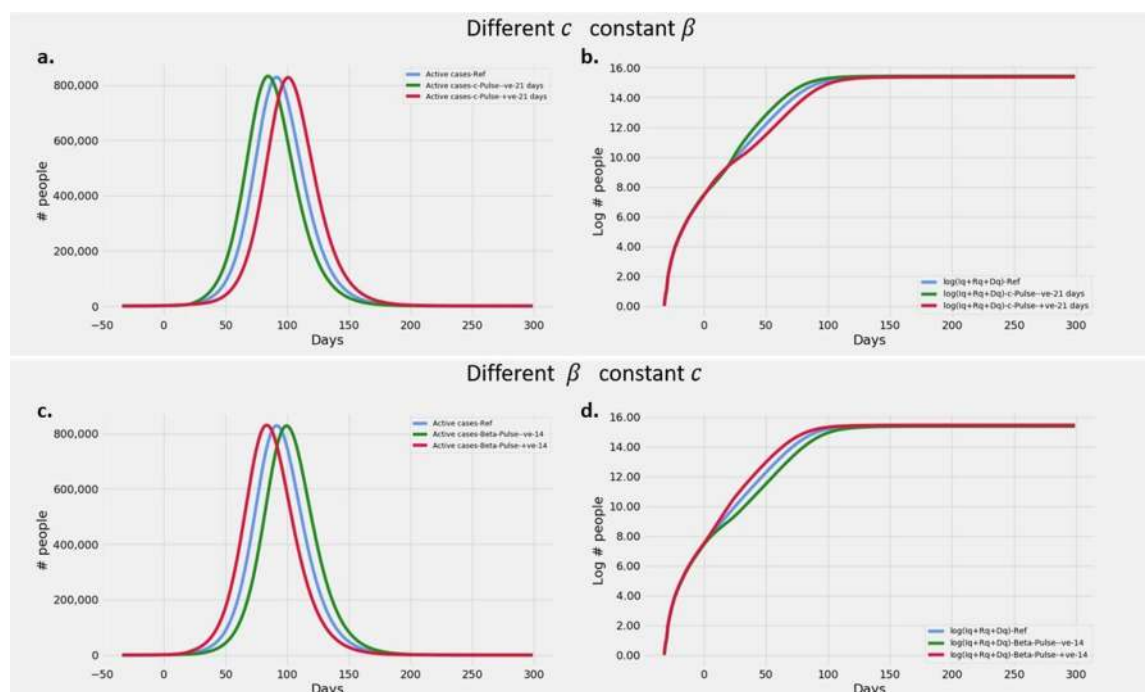 Different c constant β
a.
b.
800,000
600,000
400,000
200,000
0
# people
−50
0
50
100
150
200
250
300
Days
Active cases-Ref
Active cases-c-Pulse--ve-21 days
Active cases-c-Pulse-+ve-21 days
16.00
14.00
12.00
10.00
8.00
6.00
4.00
2.00
0.00
Log # people
0
50
100
150
200
250
300
Days
log(Iq+Rq+Dq)-Ref
log(Iq+Rq+Dq)-c-Pulse--ve-21 days
log(Iq+Rq+Dq)-c-Pulse-+ve-21 days
Different β constant c
c.
d.
800,000
600,000
400,000
200,000
0
# people
−50
0
50
100
150
200
250
300
Days
Active cases-Ref
Active cases-Beta-Pulse--ve-14
Active cases-Beta-Pulse-+ve-14
16.00
14.00
12.00
10.00
8.00
6.00
4.00
2.00
0.00
Log # people
0
50
100
150
200
250
300
Days
log(Iq+Rq+Dq)-Ref
log(Iq+Rq+Dq)-Beta-Pulse--ve-14
log(Iq+Rq+Dq)-Beta-Pulse-+ve-14